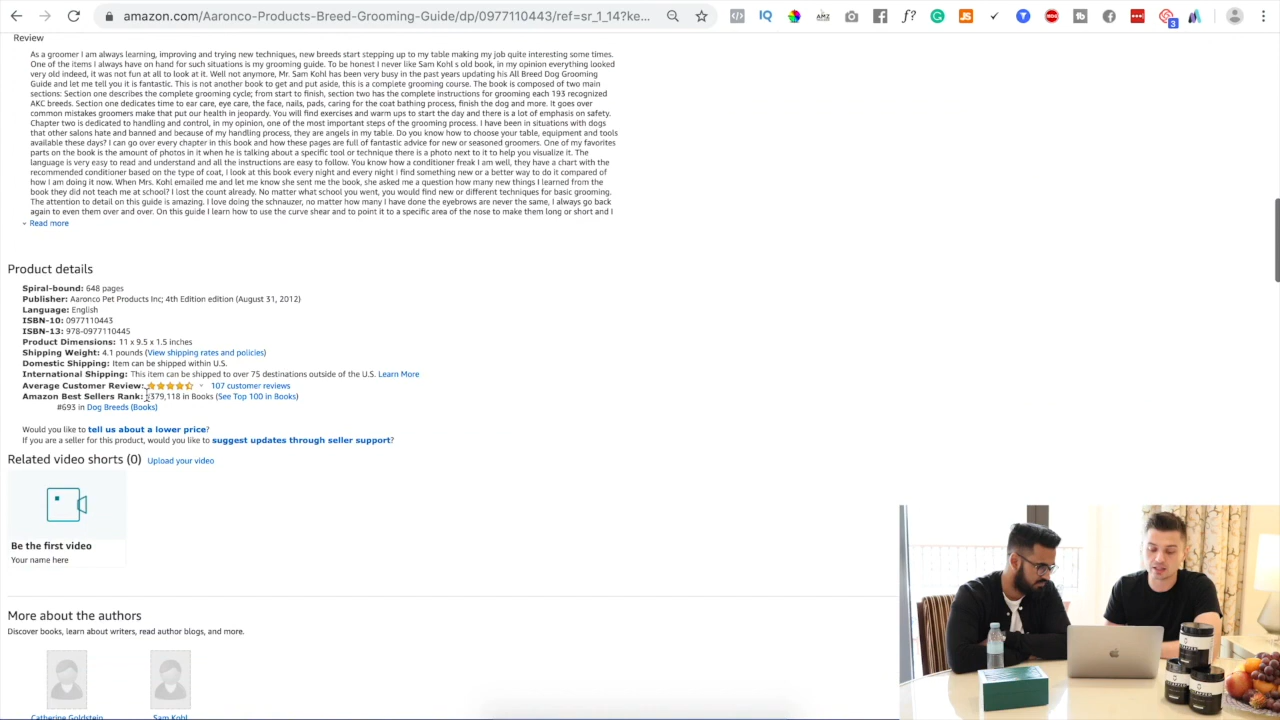 amazon.com/Aaronco-Products-Breed-Grooming-Guide/dp/0977110443/ref=sr_1_14?ke...
IQ
AMZ
f?
JS
3
Review
As a groomer I am always learning, improving and trying new techniques, new breeds start stepping up to my table making my job quite interesting some times.
One of the items I always have on hand for such situations is my grooming guide. To be honest I never like Sam Kohl s old book, in my opinion everything looked
very old indeed, it was not fun at all to look at it. Well not anymore, Mr. Sam Kohl has been very busy in the past years updating his All Breed Dog Grooming
Guide and let me tell you it is fantastic. This is not another book to get and put aside, this is a complete grooming course. The book is composed of two main
sections: Section one describes the complete grooming cycle; from start to finish, section two has the complete instructions for grooming each 193 recognized
AKC breeds. Section one dedicates time to ear care, eye care, the face, nails, pads, caring for the coat bathing process, finish the dog and more. It goes over
common mistakes groomers make that put our health in jeopardy. You will find exercises and warm ups to start the day and there is a lot of emphasis on safety.
Chapter two is dedicated to handling and control, in my opinion, one of the most important steps of the grooming process. I have been in situations with dogs
that other salons hate and banned and because of my handling process, they are angels in my table. Do you know how to choose your table, equipment and tools
available these days? I can go over every chapter in this book and how these pages are full of fantastic advice for new or seasoned groomers. One of my favorite
parts on the book is the amount of photos in it when he is talking about a specific tool or technique there is a photo next to it to help you visualize it. The
language is very easy to read and understand and all the instructions are easy to follow. You know how a conditioner freak I am well, they have a chart with the
recommended conditioner based on the type of coat, I look at this book every night and every night I find something new or a better way to do it compared of
how I am doing it now. When Mrs. Kohl emailed me and let me know she sent me the book, she asked me a question how many new things I learned from the
book they did not teach me at school? I lost the count already. No matter what school you went, you would find new or different techniques for basic grooming.
The attention to detail on this guide is amazing. I love doing the schnauzer, no matter how many I have done the eyebrows are never the same, I always go back
again to even them over and over. On this guide I learn how to use the curve shear and to point it to a specific area of the nose to make them long or short and I
Read more
Product details
Spiral-bound: 648 pages
Publisher: Aaronco Pet Products Inc; 4th Edition edition (August 31, 2012)
Language: English
ISBN-10: 0977110443
ISBN-13: 978-0977110445
Product Dimensions: 11 x 9.5 x 1.5 inches
Shipping Weight: 4.1 pounds (View shipping rates and policies)
Domestic Shipping: Item can be shipped within U.S.
International Shipping: This item can be shipped to over 75 destinations outside of the U.S. Learn More
Average Customer Review: 107 customer reviews
Amazon Best Sellers Rank: #379,118 in Books (See Top 100 in Books)
#693 in Dog Breeds (Books)
Would you like to tell us about a lower price?
If you are a seller for this product, would you like to suggest updates through seller support?
Related video shorts (0) Upload your video
Be the first video
Your name here
More about the authors
Discover books, learn about writers, read author blogs, and more.
Catherine Goldstein Sam Kohl